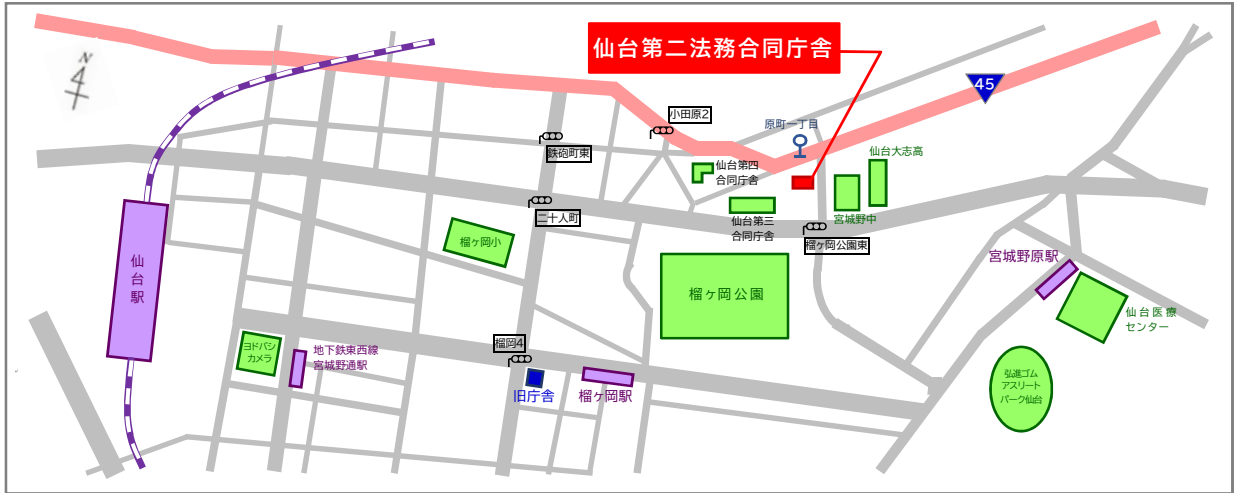 仙台第二法務合同庁舎
45
N
小田原2
原町一丁目
鉄砲町東
仙台第四
合同庁舎
仙台大志高
二十人町
仙台第三
合同庁舎
宮城野中
榴ヶ岡公園東
榴ヶ岡小
仙台駅
榴ヶ岡公園
宮城野原駅
仙台医療
センター
榴岡4
ヨドバシ
カメラ
地下鉄東西線
宮城野通駅
旧庁舎
榴ヶ岡駅
弘進ゴム
アスリート
パーク仙台